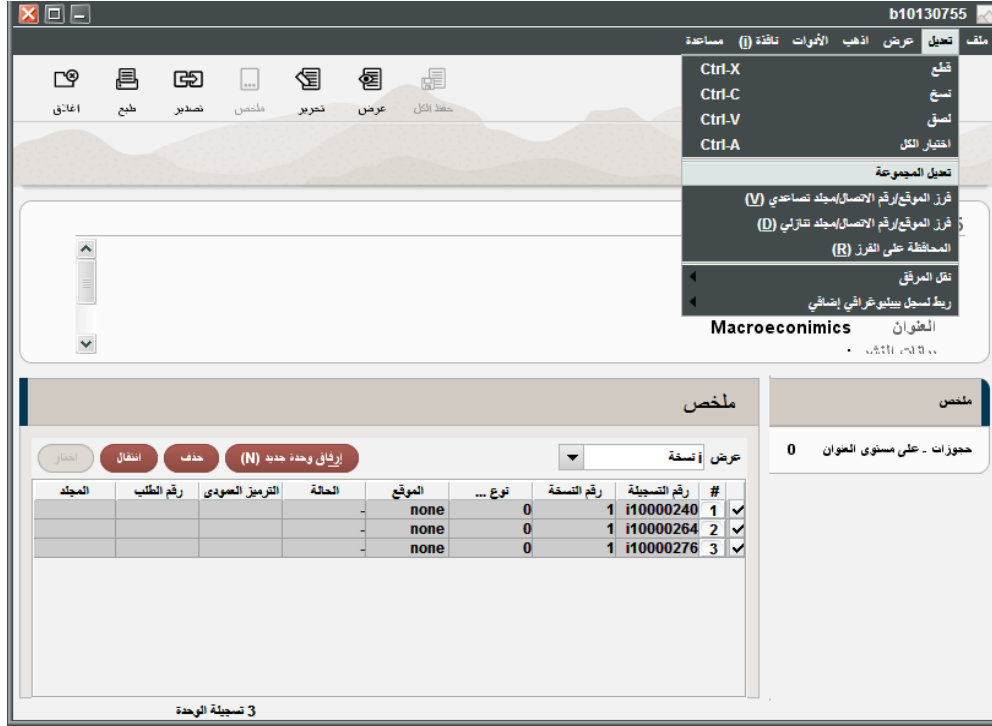 b10130755
ملف تعديل عرض اذهب الأدوات نافذة (i) مساعدة
قطع Ctrl-X
نسخ Ctrl-C
لصق Ctrl-V
اختيار الكل Ctrl-A
تعديل المجموعة
فرز الموقع/رقم الاتصال/مجلد تصاعدي (V)
فرز الموقع/رقم الاتصال/مجلد تنازلي (D)
المحافظة على الفرز (R)
نقل المرفق
ربط لسجل ببليوغرافي إضافي
حفظ الكل عرض تحرير ملخص تصدير طبع اغلاق
العنوان Macroeconimics
ملخص
حجوزات - على مستوى العنوان 0
ملخص
عرض i نسخة
إرفاق وحدة جديد (N) حذف انتقال اختار
# رقم التسجيلة رقم النسخة نوع ... الموقع الحالة الترميز العمودى رقم الطلب المجلد
1 i10000240 1 0 none -
2 i10000264 1 0 none -
3 i10000276 1 0 none -
3 تسجيلة الوحدة